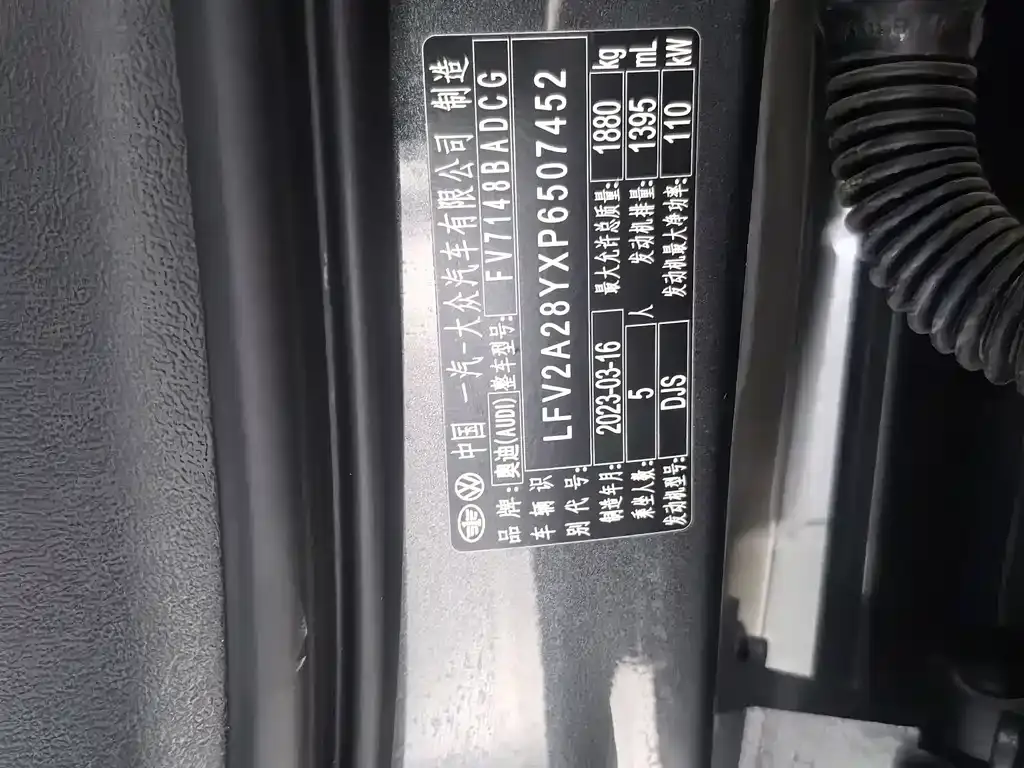 中国 一汽-大众汽车有限公司 制造
品牌: 奥迪(AUDI) 整车型号: FV7148BADCG
车辆识别代号: LFV2A28YXP6507452
制造年月: 2023-03-16 最大允许总质量: 1880 kg
乘坐人数: 5 人 发动机排量: 1395 mL
发动机型号: DJS 发动机最大净功率: 110 kW